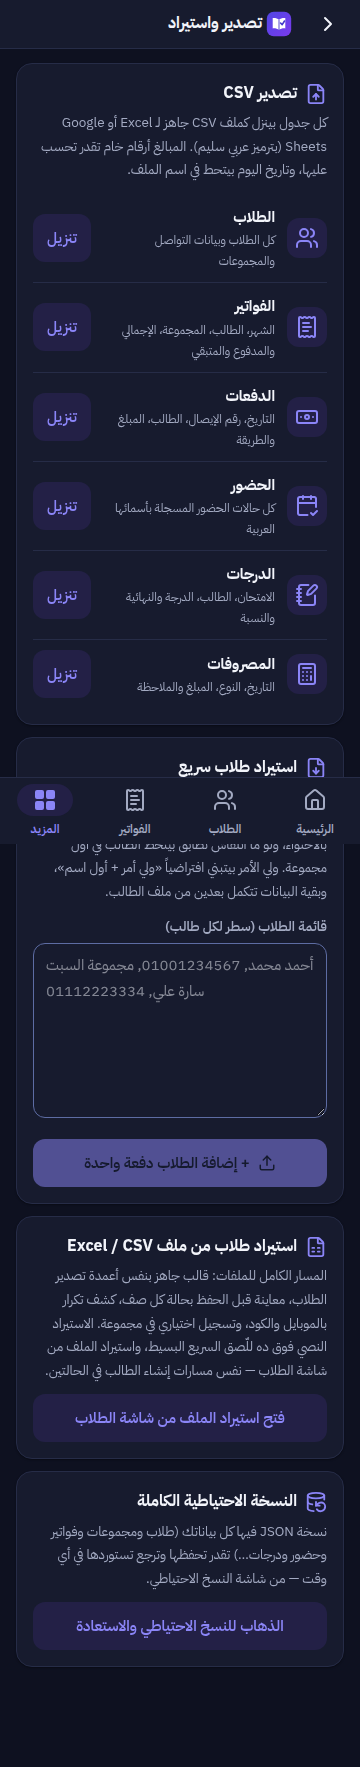 تصدير واستيراد
تصدير CSV
كل جدول بينزل كملف CSV جاهز لـ Excel أو Google
Sheets (بترميز عربي سليم). المبالغ أرقام خام تقدر تحسب
عليها، وتاريخ اليوم بيتحط في اسم الملف.
الطلاب
كل الطلاب وبيانات التواصل
والمجموعات
تنزيل
الفواتير
الشهر، الطالب، المجموعة، الإجمالي
والمدفوع والمتبقي
تنزيل
الدفعات
التاريخ، رقم الإيصال، الطالب، المبلغ
والطريقة
تنزيل
الحضور
كل حالات الحضور المسجلة بأسمائها
العربية
تنزيل
الدرجات
الامتحان، الطالب، الدرجة والنهائية
والنسبة
تنزيل
المصروفات
التاريخ، النوع، المبلغ والملاحظة
تنزيل
استيراد طلاب سريع
الرئيسية
الطلاب
الفواتير
المزيد
مجموعة. ولي الأمر بيتبني افتراضياً «ولي أمر + أول اسم»،
وبقية البيانات تتكمل بعدين من ملف الطالب.
قائمة الطلاب (سطر لكل طالب)
أحمد محمد, 01001234567, مجموعة السبت
سارة علي, 01112223334
+ إضافة الطلاب دفعة واحدة
استيراد طلاب من ملف Excel / CSV
المسار الكامل للملفات: قالب جاهز بنفس أعمدة تصدير
الطلاب، معاينة قبل الحفظ بحالة كل صف، كشف تكرار
بالموبايل والكود، وتسجيل اختياري في مجموعة. الاستيراد
النصي فوق ده للّصق السريع البسيط، واستيراد الملف من
شاشة الطلاب — نفس مسارات إنشاء الطالب في الحالتين.
فتح استيراد الملف من شاشة الطلاب
النسخة الاحتياطية الكاملة
نسخة JSON فيها كل بياناتك (طلاب ومجموعات وفواتير
وحضور ودرجات...) تقدر تحفظها وترجع تستوردها في أي
وقت — من شاشة النسخ الاحتياطي.
الذهاب للنسخ الاحتياطي والاستعادة